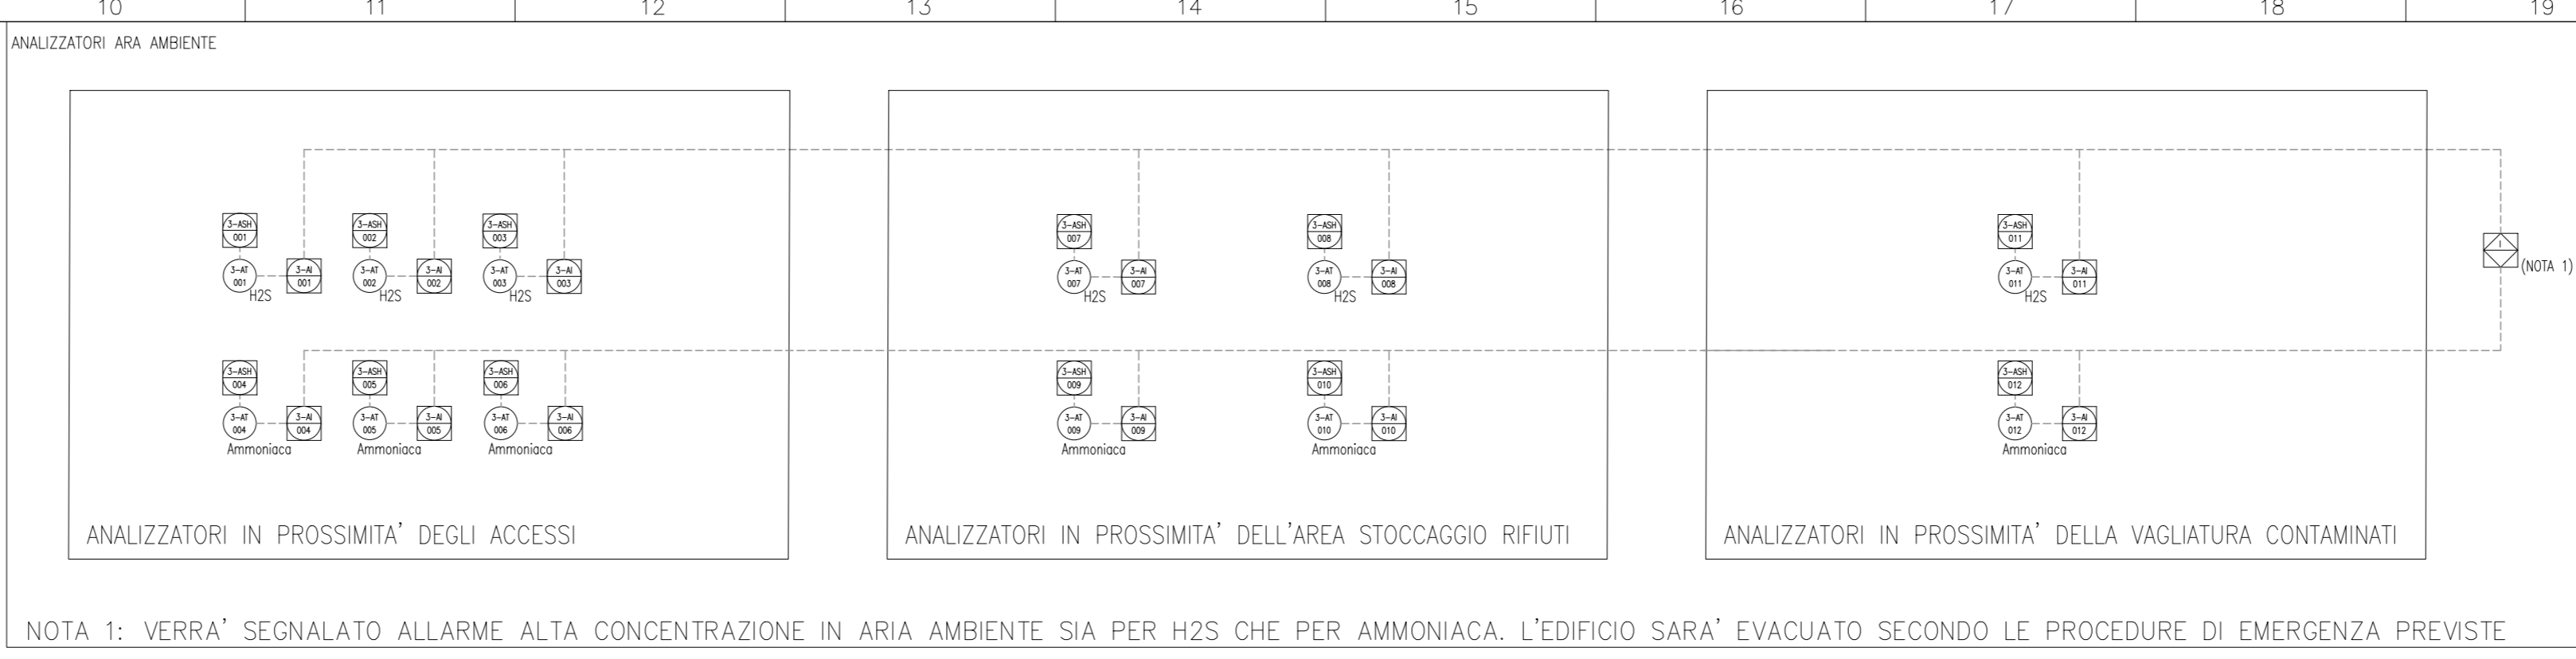 10 11 12 13 14 15 16 17 18 19
ANALIZZATORI ARA AMBIENTE
3-ASH 001
3-ASH 002
3-ASH 003
3-ASH 007
3-ASH 008
3-ASH 011
3-AT 001
3-AI 001
3-AT 002
3-AI 002
3-AT 003
3-AI 003
3-AT 007
3-AI 007
3-AT 008
3-AI 008
3-AT 011
3-AI 011
I
(NOTA 1)
H2S
H2S
H2S
H2S
H2S
H2S
3-ASH 004
3-ASH 005
3-ASH 006
3-ASH 009
3-ASH 010
3-ASH 012
3-AT 004
3-AI 004
3-AT 005
3-AI 005
3-AT 006
3-AI 006
3-AT 009
3-AI 009
3-AT 010
3-AI 010
3-AT 012
3-AI 012
Ammoniaca
Ammoniaca
Ammoniaca
Ammoniaca
Ammoniaca
Ammoniaca
ANALIZZATORI IN PROSSIMITA' DEGLI ACCESSI
ANALIZZATORI IN PROSSIMITA' DELL'AREA STOCCAGGIO RIFIUTI
ANALIZZATORI IN PROSSIMITA' DELLA VAGLIATURA CONTAMINATI
NOTA 1: VERRA' SEGNALATO ALLARME ALTA CONCENTRAZIONE IN ARIA AMBIENTE SIA PER H2S CHE PER AMMONIACA. L'EDIFICIO SARA' EVACUATO SECONDO LE PROCEDURE DI EMERGENZA PREVISTE